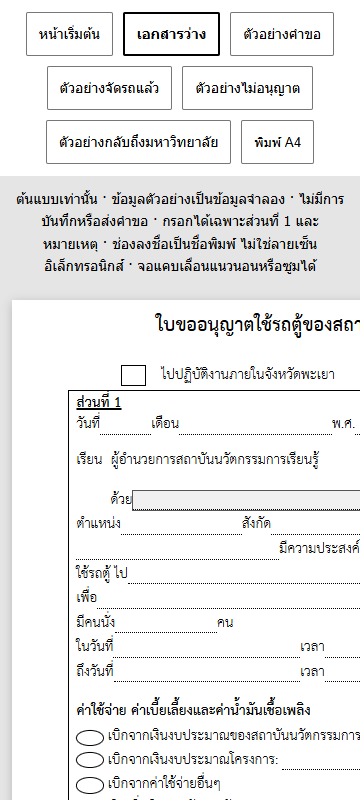 หน้าเริ่มต้น
เอกสารว่าง
ตัวอย่างคำขอ
ตัวอย่างจัดรถแล้ว
ตัวอย่างไม่อนุญาต
ตัวอย่างกลับถึงมหาวิทยาลัย
พิมพ์ A4
ต้นแบบเท่านั้น · ข้อมูลตัวอย่างเป็นข้อมูลจำลอง · ไม่มีการ
บันทึกหรือส่งคำขอ · กรอกได้เฉพาะส่วนที่ 1 และ
หมายเหตุ · ช่องลงชื่อเป็นชื่อพิมพ์ ไม่ใช่ลายเซ็น
อิเล็กทรอนิกส์ · จอแคบเลื่อนแนวนอนหรือซูมได้
ใบขออนุญาตใช้รถตู้ของสถา
ไปปฏิบัติงานภายในจังหวัดพะเยา
ส่วนที่ 1
วันที่ เดือน พ.ศ.
เรียน ผู้อำนวยการสถาบันนวัตกรรมการเรียนรู้
ด้วย
ตำแหน่ง สังกัด
มีความประสงค์
ใช้รถตู้ ไป
เพื่อ
มีคนนั่ง คน
ในวันที่ เวลา
ถึงวันที่ เวลา
ค่าใช้จ่าย ค่าเบี้ยเลี้ยงและค่าน้ำมันเชื้อเพลิง
เบิกจากเงินงบประมาณของสถาบันนวัตกรรมการ
เบิกจากเงินงบประมาณโครงการ:
เบิกจากค่าใช้จ่ายอื่นๆ